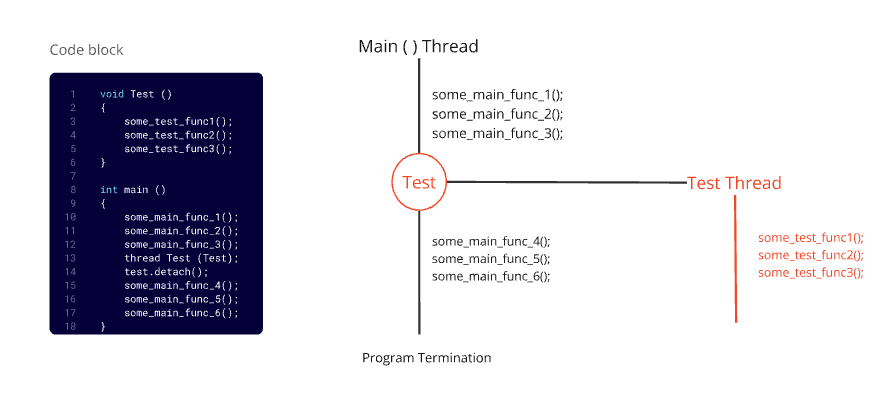 Code block
1 void Test ()
2 {
3 some_test_func1();
4 some_test_func2();
5 some_test_func3();
6 }
7
8 int main ()
9 {
10 some_main_func_1();
11 some_main_func_2();
12 some_main_func_3();
13 thread Test (Test);
14 test.detach();
15 some_main_func_4();
16 some_main_func_5();
17 some_main_func_6();
18 }
Main ( ) Thread
some_main_func_1();
some_main_func_2();
some_main_func_3();
Test
Test Thread
some_main_func_4();
some_main_func_5();
some_main_func_6();
some_test_func1();
some_test_func2();
some_test_func3();
Program Termination